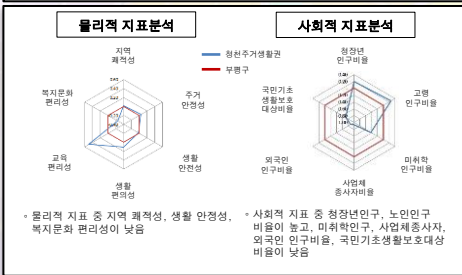 물리적 지표분석
사회적 지표분석
청천주거생활권
부평구
지역
쾌적성
주거
안정성
생활
안전성
생활
편의성
교육
편리성
복지문화
편리성
청장년
인구비율
고령
인구비율
미취학
인구비율
사업체
종사자비율
외국인
인구비율
국민기초
생활보호
대상비율
◦ 물리적 지표 중 지역 쾌적성, 생활 안정성,
복지문화 편리성이 낮음
◦ 사회적 지표 중 청장년인구, 노인인구
비율이 높고, 미취학인구, 사업체종사자,
외국인 인구비율, 국민기초생활보호대상
비율이 낮음